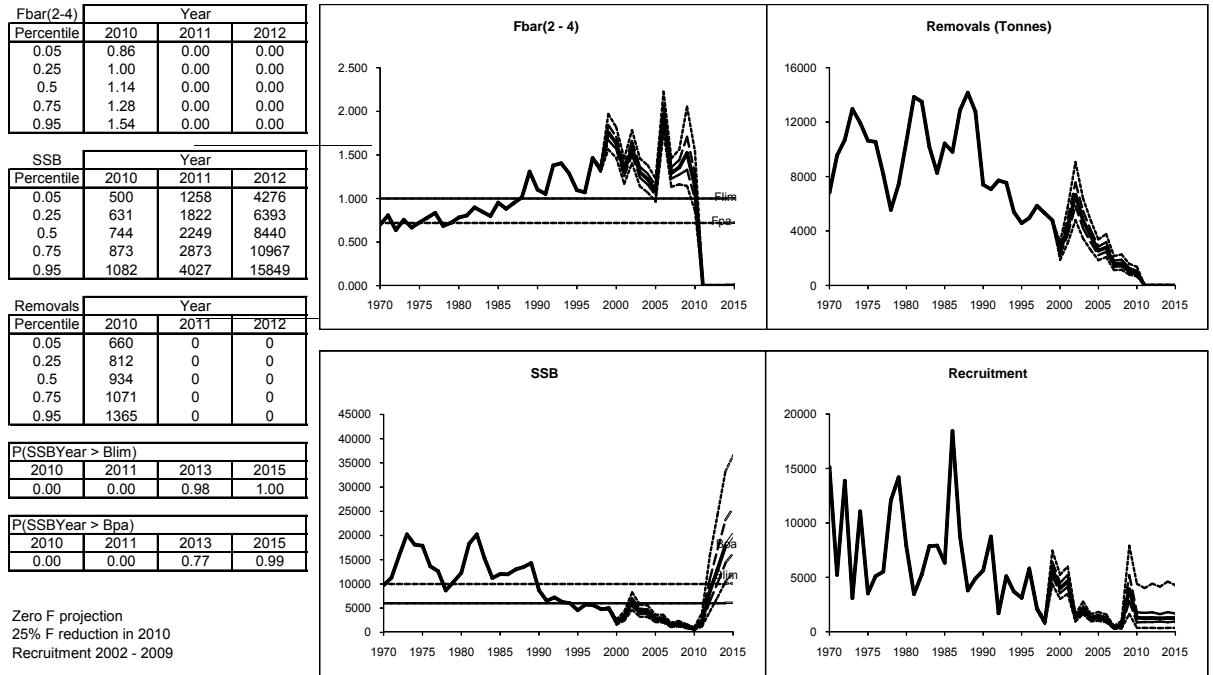 Fbar(2-4) Year
Percentile 2010 2011 2012
0.05 0.86 0.00 0.00
0.25 1.00 0.00 0.00
0.5 1.14 0.00 0.00
0.75 1.28 0.00 0.00
0.95 1.54 0.00 0.00
SSB Year
Percentile 2010 2011 2012
0.05 500 1258 4276
0.25 631 1822 6393
0.5 744 2249 8440
0.75 873 2873 10967
0.95 1082 4027 15849
Removals Year
Percentile 2010 2011 2012
0.05 660 0 0
0.25 812 0 0
0.5 934 0 0
0.75 1071 0 0
0.95 1365 0 0
P(SSBYear > Blim)
2010 2011 2013 2015
0.00 0.00 0.98 1.00
P(SSBYear > Bpa)
2010 2011 2013 2015
0.00 0.00 0.77 0.99
Zero F projection
25% F reduction in 2010
Recruitment 2002 - 2009
Fbar(2 - 4)
2.500
2.000
1.500
1.000
0.500
0.000
Flim
Fpa
1970 1975 1980 1985 1990 1995 2000 2005 2010 2015
Removals (Tonnes)
16000
12000
8000
4000
0
1970 1975 1980 1985 1990 1995 2000 2005 2010 2015
SSB
45000
40000
35000
30000
25000
20000
15000
10000
5000
0
Bpa
Blim
1970 1975 1980 1985 1990 1995 2000 2005 2010 2015
Recruitment
20000
15000
10000
5000
0
1970 1975 1980 1985 1990 1995 2000 2005 2010 2015